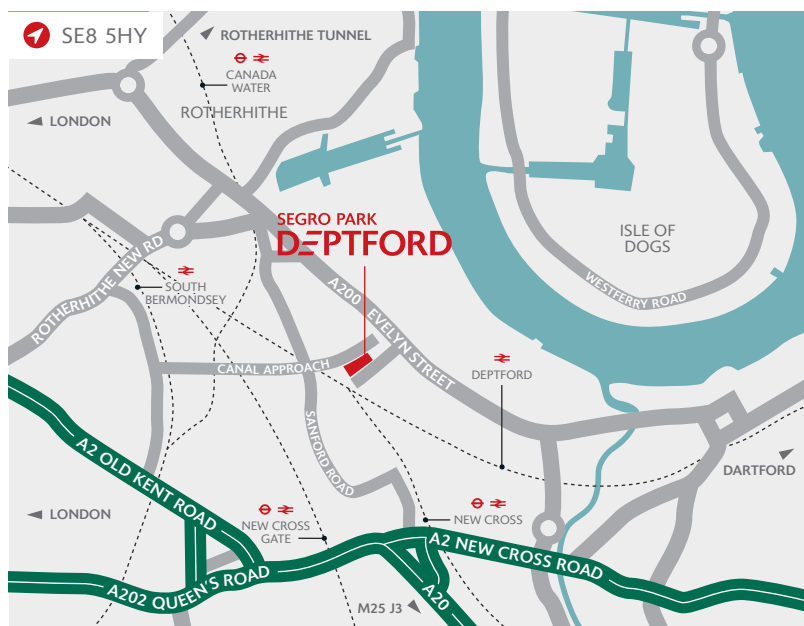 SE8 5HY
ROTHERHITHE TUNNEL
CANADA
WATER
ROTHERHITHE
LONDON
SEGRO PARK
DEPTFORD
ISLE OF
DOGS
ROTHERHITHE NEW RD
SOUTH
BERMONDSEY
WESTFERRY ROAD
A200 EVELYN STREET
CANAL APPROACH
DEPTFORD
SANFORD ROAD
A2 OLD KENT ROAD
DARTFORD
LONDON
NEW CROSS
GATE
NEW CROSS
A2 NEW CROSS ROAD
A202 QUEEN'S ROAD
A20
M25 J3